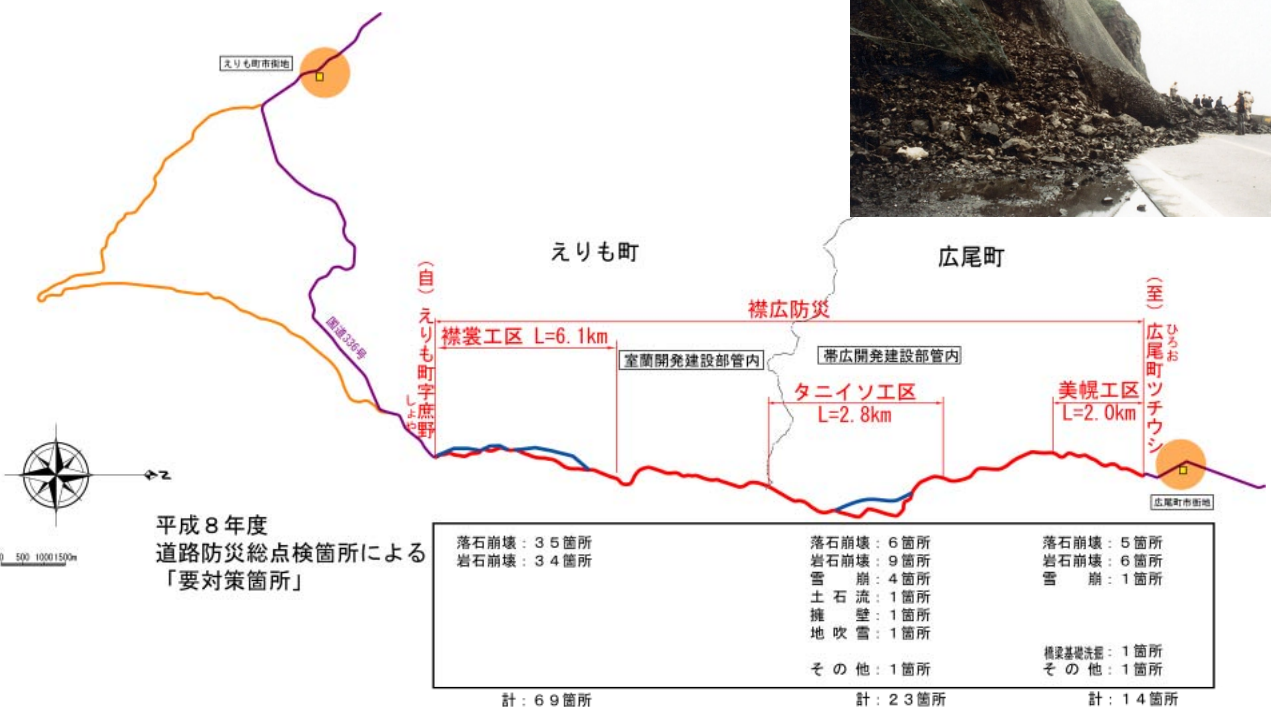 えりも町市街地
国道336号
えりも町
広尾町
(自)えりも町字庶野
しょや
(至)広尾町ツチウシ
ひろお
襟広防災
襟裳工区 L=6.1km
室蘭開発建設部管内
帯広開発建設部管内
タニイソ工区
L=2.8km
美幌工区
L=2.0km
広尾町市街地
N
0 500 1000 1500m
平成8年度
道路防災総点検箇所による
「要対策箇所」
落石崩壊:35箇所
岩石崩壊:34箇所
計:69箇所
落石崩壊:6箇所
岩石崩壊:9箇所
雪 崩:4箇所
土石流:1箇所
擁 壁:1箇所
地吹雪:1箇所
その他:1箇所
計:23箇所
落石崩壊:5箇所
岩石崩壊:6箇所
雪 崩:1箇所
橋梁基礎洗掘:1箇所
その他:1箇所
計:14箇所